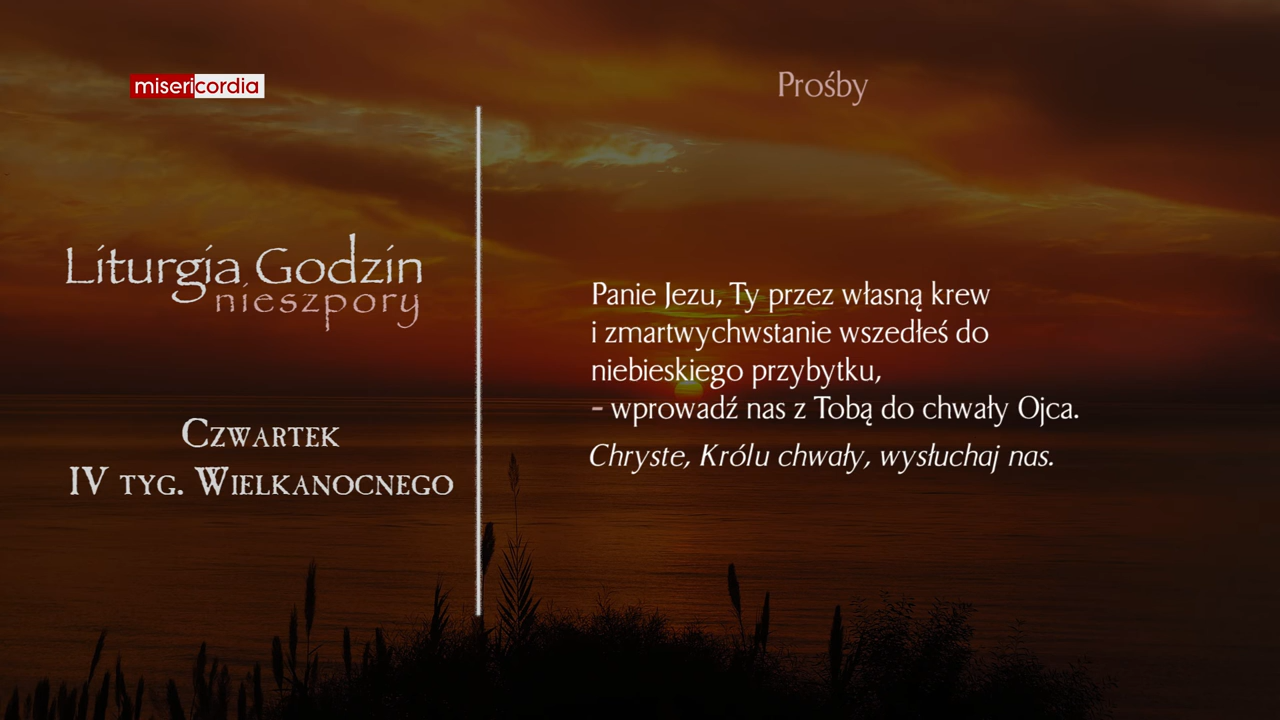 misericordia
Liturgia Godzin
nieszpory
Czwartek
IV tyg. Wielkanocnego
Prośby
Panie Jezu, Ty przez własną krew
i zmartwychwstanie wszedłeś do
niebieskiego przybytku,
- wprowadź nas z Tobą do chwały Ojca.
Chryste, Królu chwały, wysłuchaj nas.